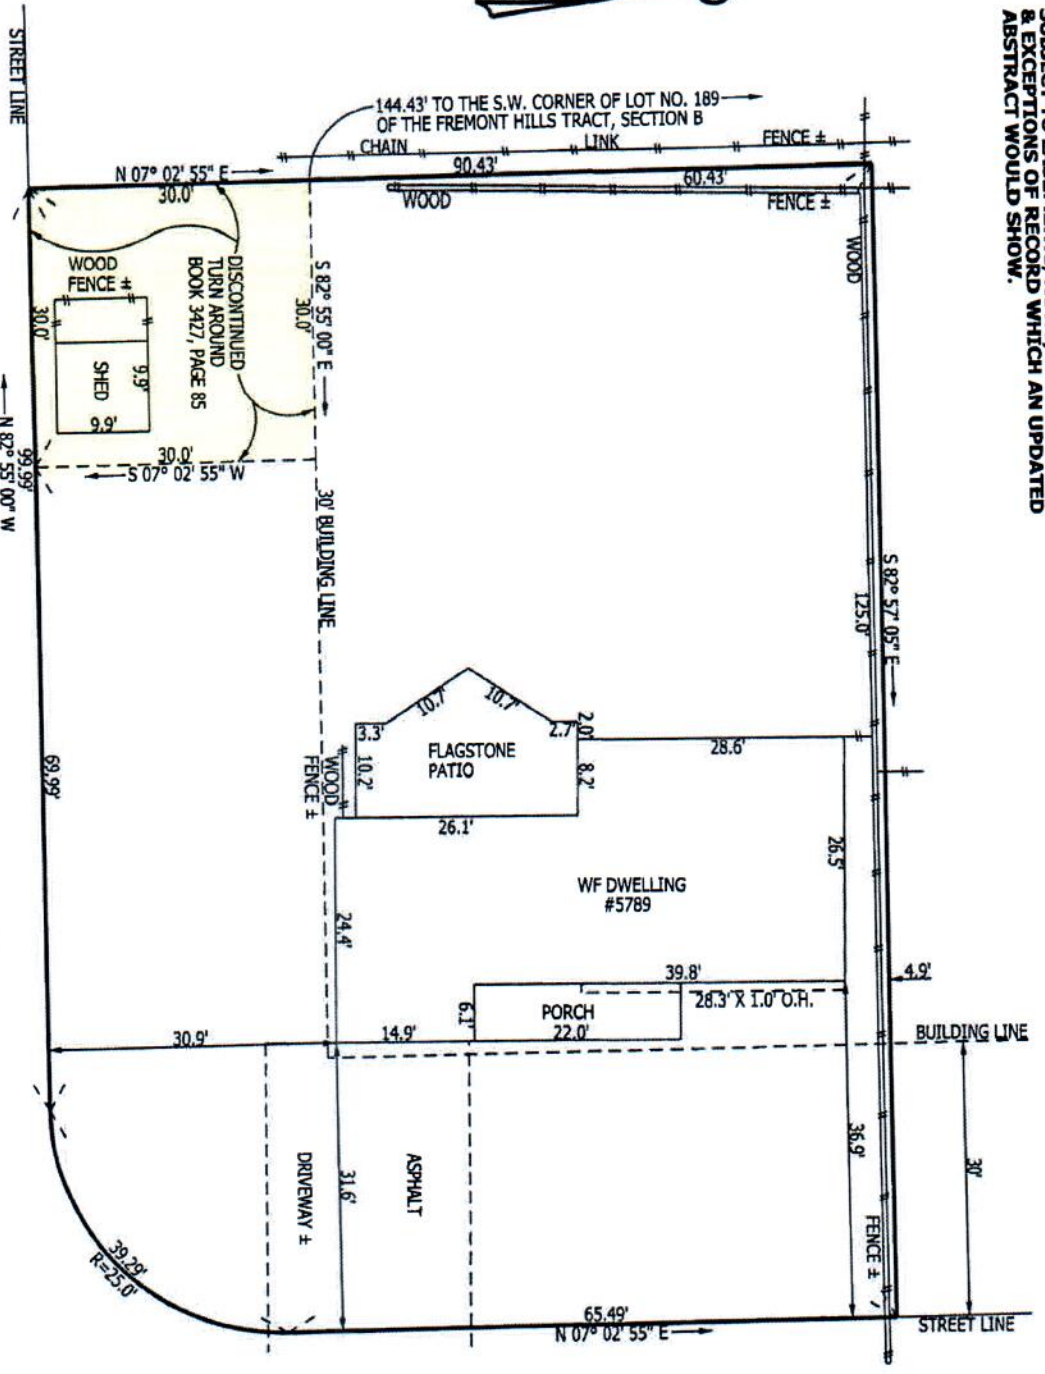 & EXCEPTIONS OF RECORD WHICH AN UPDATED
ABSTRACT WOULD SHOW.
STREET LINE
144.43' TO THE S.W. CORNER OF LOT NO. 189
OF THE FREMONT HILLS TRACT, SECTION B
CHAIN LINK FENCE ±
N 07° 02' 55" E
90.43'
30.0'
60.43'
WOOD FENCE ±
WOOD
WOOD
FENCE ±
DISCONTINUED
TURN AROUND
BOOK 3427, PAGE 85
S 82° 55' 00" E
30.0'
30.0'
SHED
9.9'
9.9'
30.0'
S 07° 02' 55" W
99.99'
N 82° 55' 00" W
30' BUILDING LINE
S 82° 57' 05" E
125.0'
10.7'
10.7'
3.3'
2.7'
2.0'
FLAGSTONE
PATIO
28.6'
WOOD
FENCE ±
10.2'
8.2'
69.99'
26.1'
26.5'
WF DWELLING
#5789
24.4'
39.8'
4.9'
28.3' X 1.0' O.H.
6.1'
PORCH
22.0'
30.9'
14.9'
BUILDING LINE
DRIVEWAY ±
31.6'
ASPHALT
36.9'
30'
FENCE ±
39.29'
R=25.0'
65.49'
N 07° 02' 55" E
STREET LINE